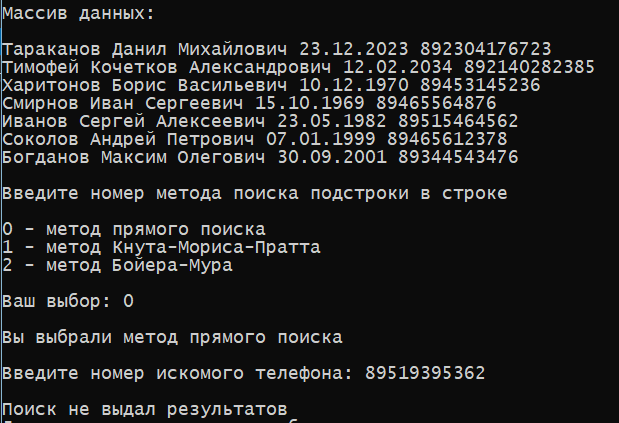 Массив данных:
Тараканов Данил Михайлович 23.12.2023 892304176723
Тимофей Кочетков Александрович 12.02.2034 892140282385
Харитонов Борис Васильевич 10.12.1970 89453145236
Смирнов Иван Сергеевич 15.10.1969 89465564876
Иванов Сергей Алексеевич 23.05.1982 89515464562
Соколов Андрей Петрович 07.01.1999 89465612378
Богданов Максим Олегович 30.09.2001 89344543476
Введите номер метода поиска подстроки в строке
0 - метод прямого поиска
1 - метод Кнута-Мориса-Пратта
2 - метод Бойера-Мура
Ваш выбор: 0
Вы выбрали метод прямого поиска
Введите номер искомого телефона: 89519395362
Поиск не выдал результатов